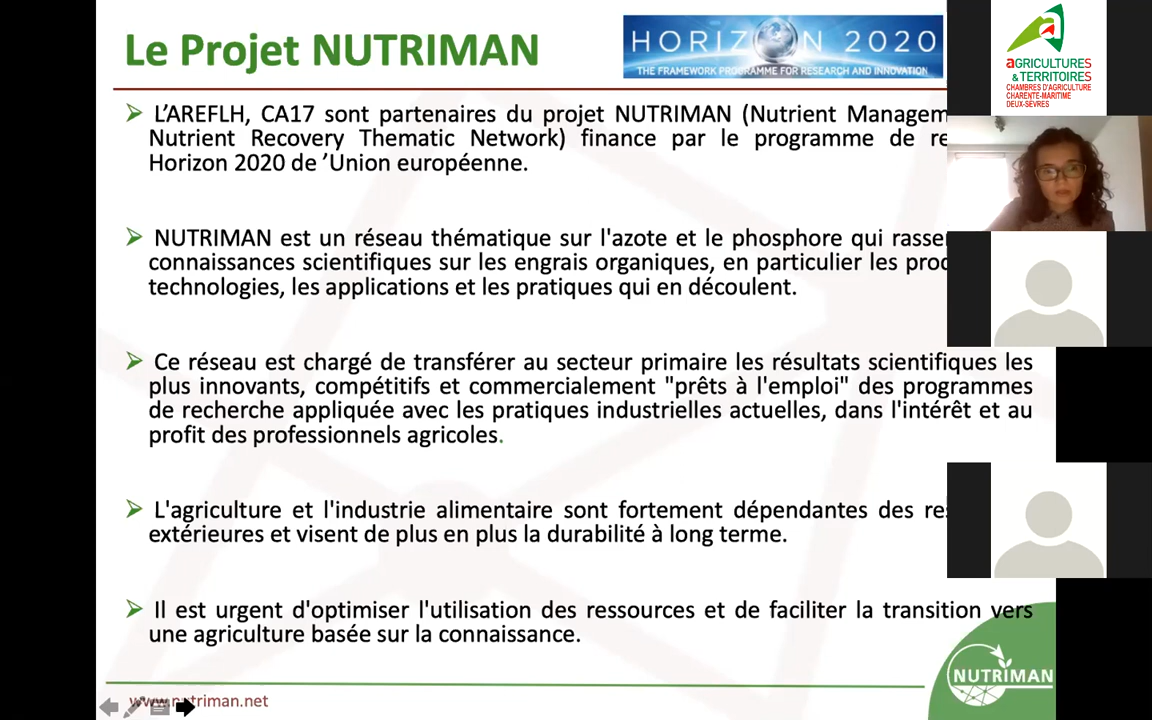 Le Projet NUTRIMAN
HORIZON 2020
THE FRAMEWORK PROGRAMME FOR RESEARCH AND INNOVATION
AGRICULTURES
& TERRITOIRES
CHAMBRES D'AGRICULTURE
CHARENTE-MARITIME
DEUX-SÈVRES
L'AREFLH, CA17 sont partenaires du projet NUTRIMAN (Nutrient
Nutrient Recovery Thematic Network) finance par le programme de
Horizon 2020 de 'Union européenne.
NUTRIMAN est un réseau thématique sur l'azote et le phosphore qui
connaissances scientifiques sur les engrais organiques, en particulier les
technologies, les applications et les pratiques qui en découlent.
Ce réseau est chargé de transférer au secteur primaire les résultats scientifiques les
plus innovants, compétitifs et commercialement "prêts à l'emploi" des programmes
de recherche appliquée avec les pratiques industrielles actuelles, dans l'intérêt et au
profit des professionnels agricoles.
L'agriculture et l'industrie alimentaire sont fortement dépendantes des
extérieures et visent de plus en plus la durabilité à long terme.
Il est urgent d'optimiser l'utilisation des ressources et de faciliter la transition vers
une agriculture basée sur la connaissance.
www.nutriman.net
NUTRIMAN